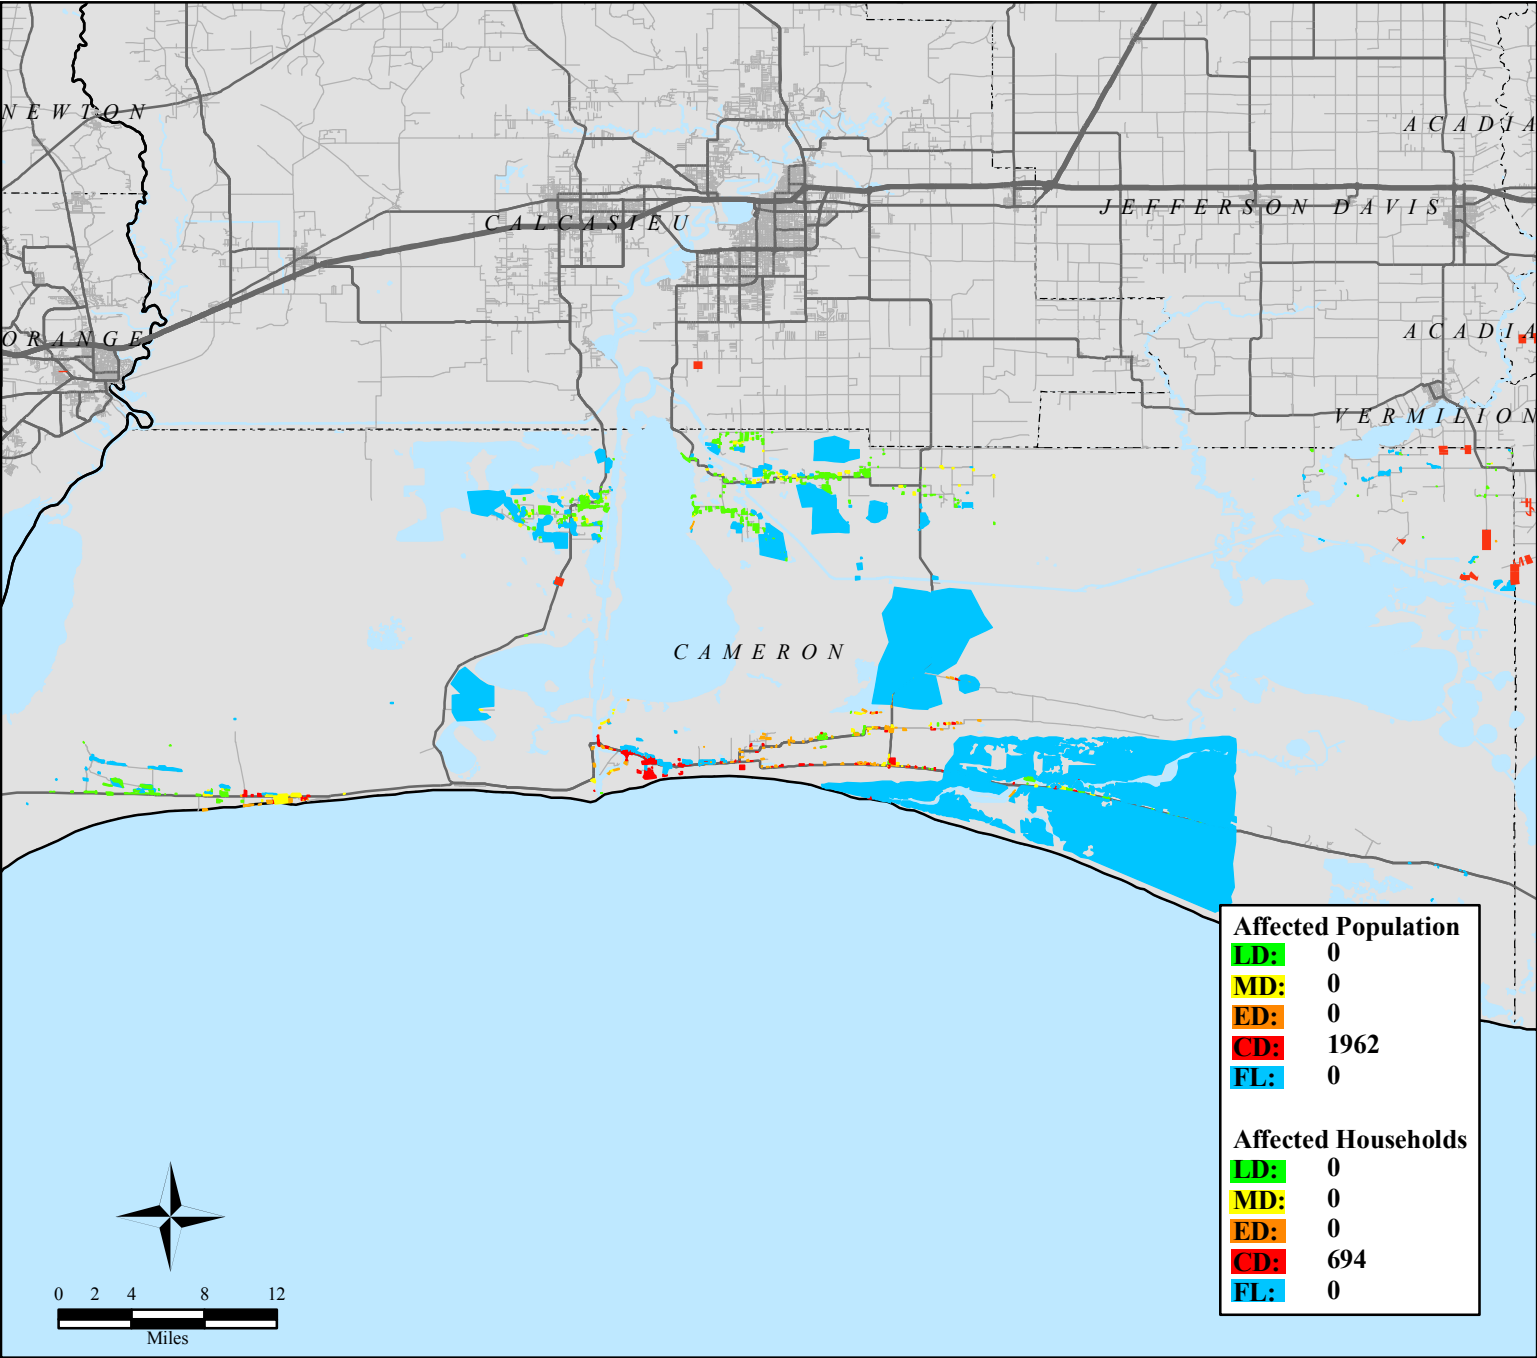 NEWTON
ACADIA
JEFFERSON DAVIS
CALCASIEU
ORANGE
ACADIA
VERMILION
CAMERON
Affected Population
LD: 0
MD: 0
ED: 0
CD: 1962
FL: 0
Affected Households
LD: 0
MD: 0
ED: 0
CD: 694
FL: 0
0 2 4 8 12
Miles